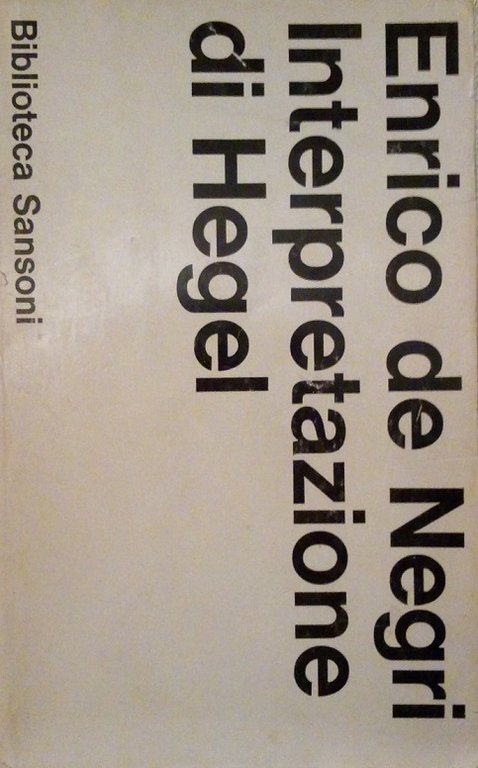 Enrico de Negri
Interpretazione
di Hegel
Biblioteca Sansoni